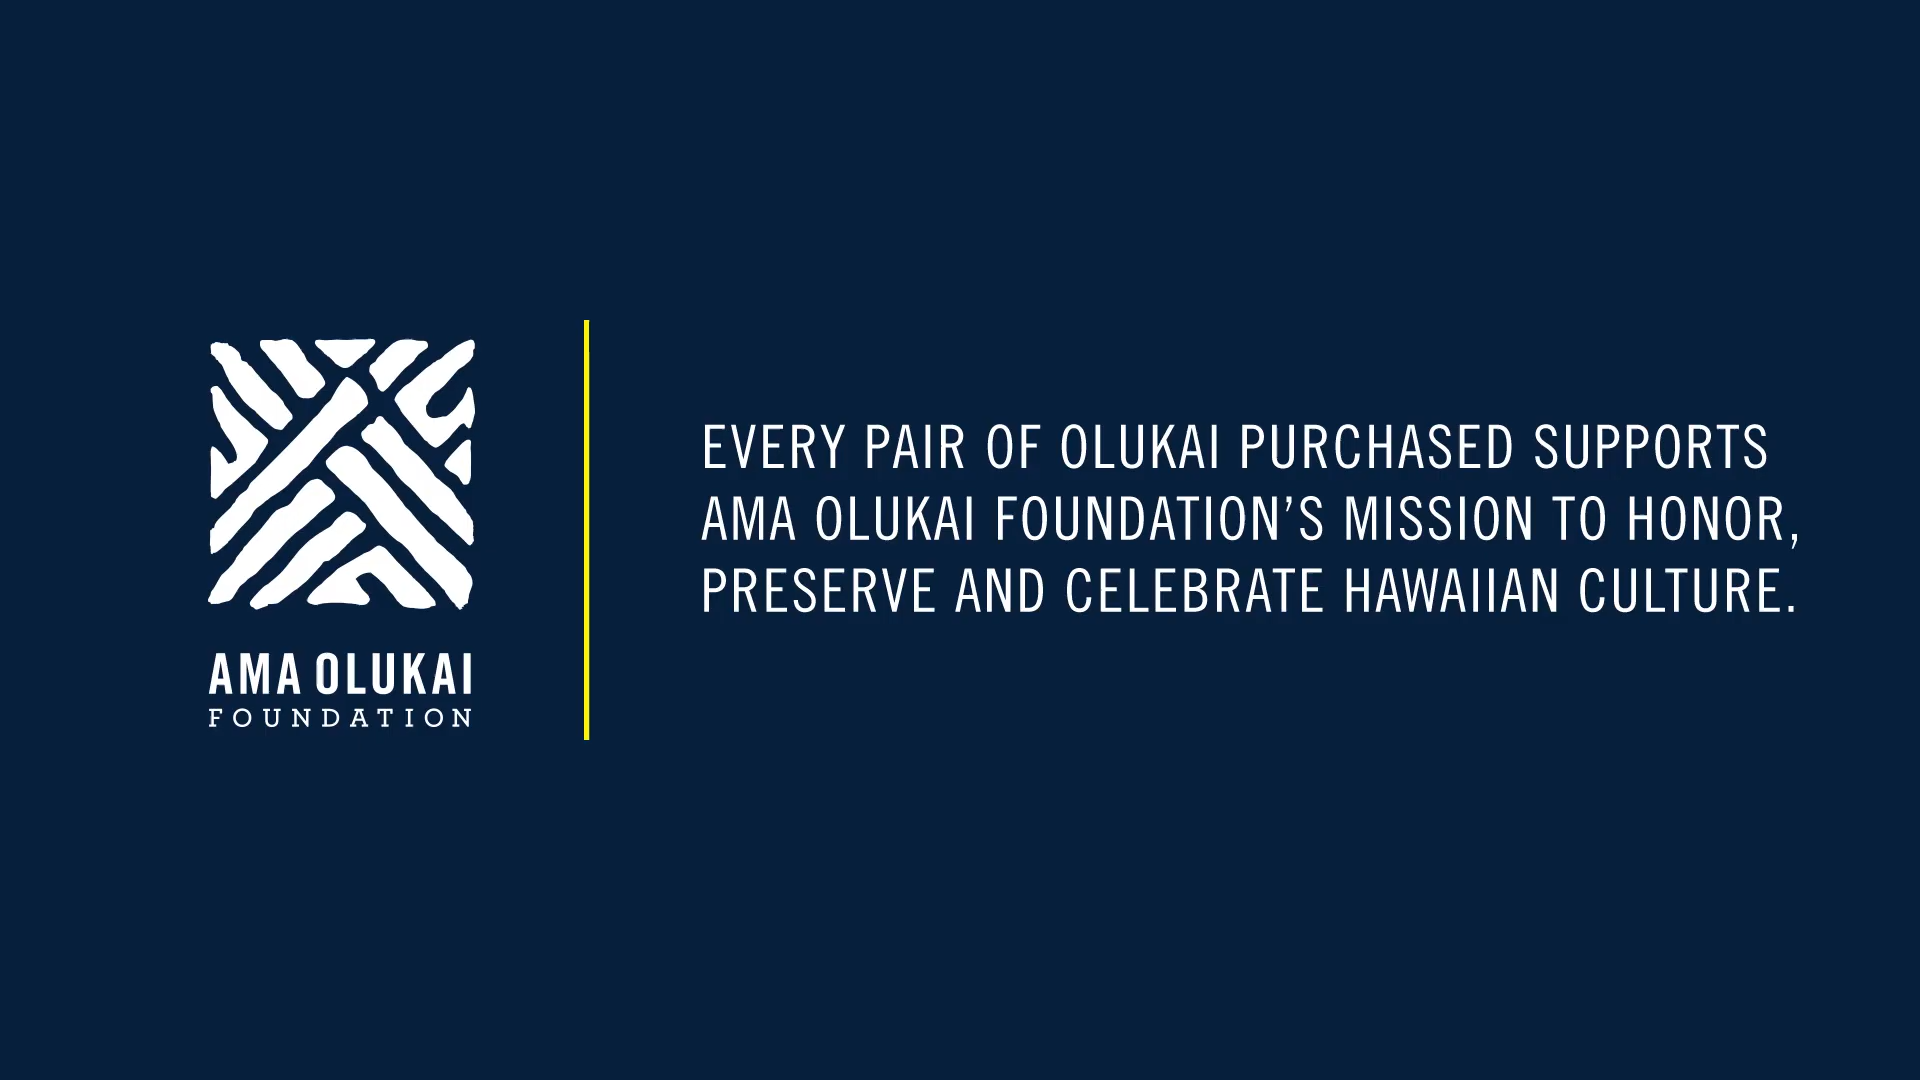 AMA OLUKAI
FOUNDATION
EVERY PAIR OF OLUKAI PURCHASED SUPPORTS
AMA OLUKAI FOUNDATION’S MISSION TO HONOR,
PRESERVE AND CELEBRATE HAWAIIAN CULTURE.